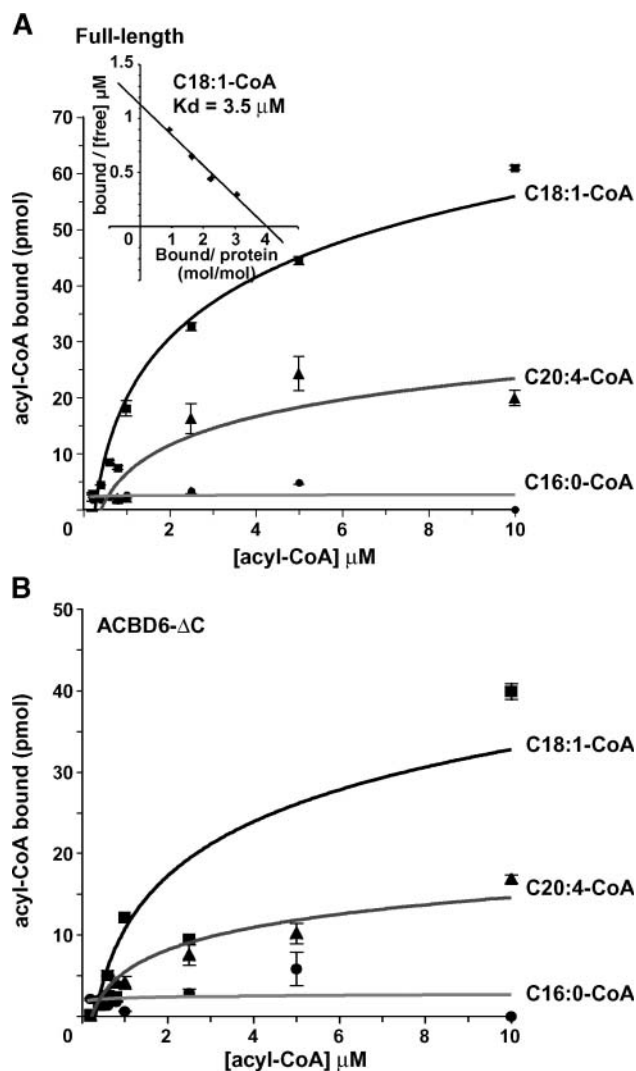 A
Full-length
1.5
1
0.5
0
1
2
3
4
5
bound / [free] µM
C18:1-CoA
Kd = 3.5 µM
Bound/ protein
(mol/mol)
70
60
50
40
30
20
10
0
acyl-CoA bound (pmol)
C18:1-CoA
C20:4-CoA
C16:0-CoA
0
2
4
6
8
10
[acyl-CoA] µM
B
ACBD6-ΔC
50
40
30
20
10
0
acyl-CoA bound (pmol)
C18:1-CoA
C20:4-CoA
C16:0-CoA
2
4
6
8
10
[acyl-CoA] µM